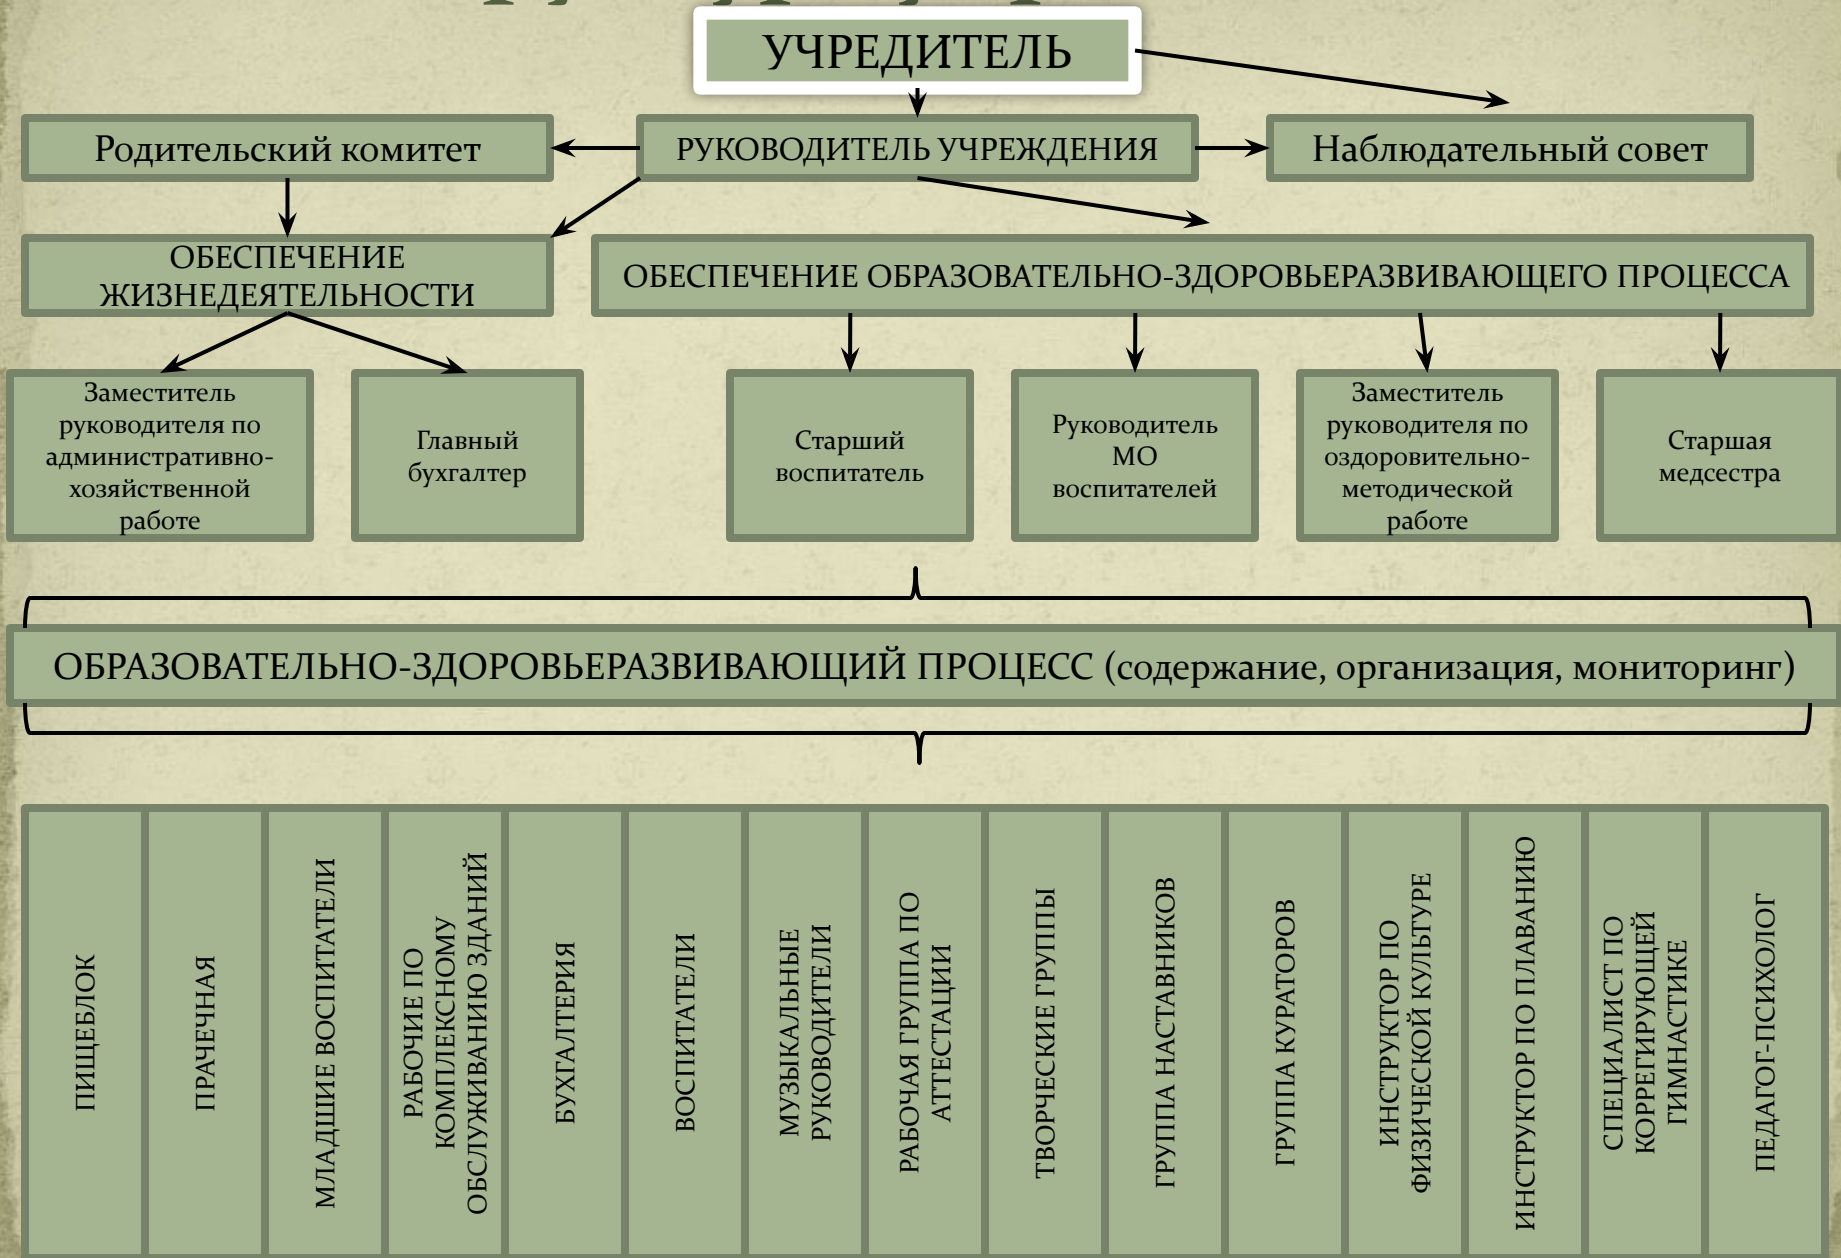 УЧРЕДИТЕЛЬ
Родительский комитет
РУКОВОДИТЕЛЬ УЧРЕЖДЕНИЯ
Наблюдательный совет
ОБЕСПЕЧЕНИЕ
ЖИЗНЕДЕЯТЕЛЬНОСТИ
ОБЕСПЕЧЕНИЕ ОБРАЗОВАТЕЛЬНО-ЗДОРОВЬЕРАЗВИВАЮЩЕГО ПРОЦЕССА
Заместитель
руководителя по
административно-
хозяйственной
работе
Главный
бухгалтер
Старший
воспитатель
Руководитель
МО
воспитателей
Заместитель
руководителя по
оздоровительно-
методической
работе
Старшая
медсестра
ОБРАЗОВАТЕЛЬНО-ЗДОРОВЬЕРАЗВИВАЮЩИЙ ПРОЦЕСС (содержание, организация, мониторинг)
ПИЩЕБЛОК
ПРАЧЕЧНАЯ
МЛАДШИЕ ВОСПИТАТЕЛИ
РАБОЧИЕ ПО
КОМПЛЕКСНОМУ
ОБСЛУЖИВАНИЮ ЗДАНИЙ
БУХГАЛТЕРИЯ
ВОСПИТАТЕЛИ
МУЗЫКАЛЬНЫЕ
РУКОВОДИТЕЛИ
РАБОЧАЯ ГРУППА ПО
АТТЕСТАЦИИ
ТВОРЧЕСКИЕ ГРУППЫ
ГРУППА НАСТАВНИКОВ
ГРУППА КУРАТОРОВ
ИНСТРУКТОР ПО
ФИЗИЧЕСКОЙ КУЛЬТУРЕ
ИНСТРУКТОР ПО ПЛАВАНИЮ
СПЕЦИАЛИСТ ПО
КОРРЕГИРУЮЩЕЙ
ГИМНАСТИКЕ
ПЕДАГОГ-ПСИХОЛОГ